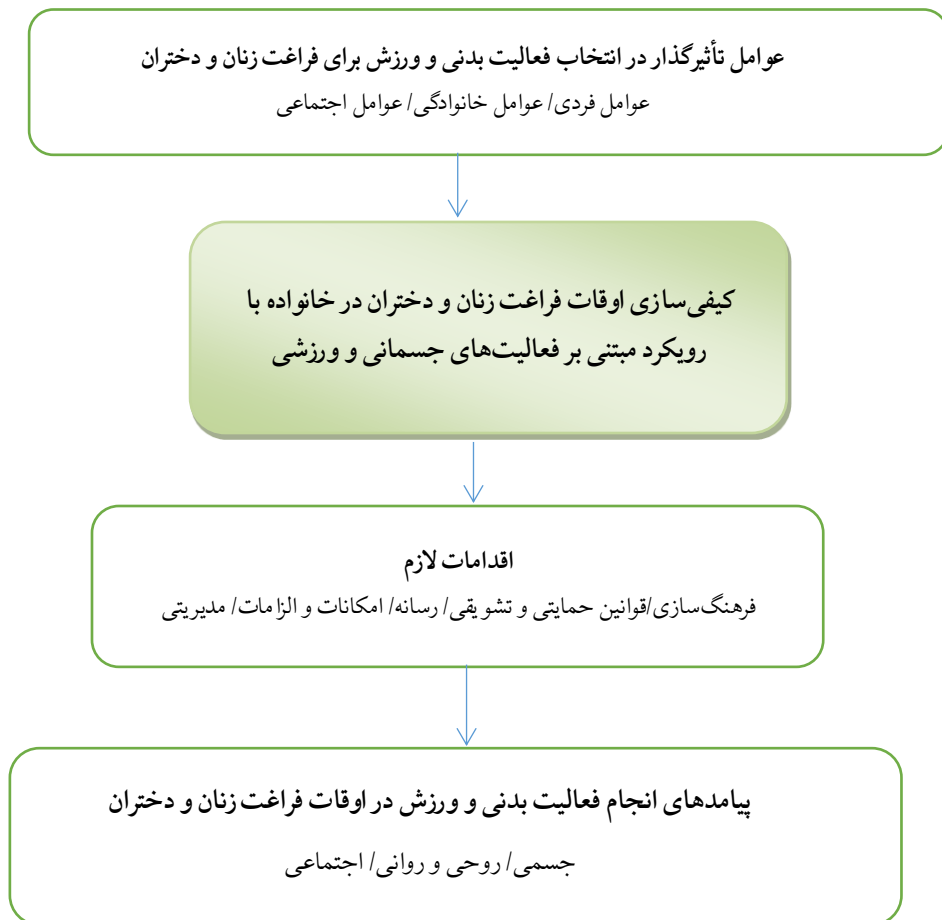 عوامل تأثیرگذار در انتخاب فعالیت بدنی و ورزش برای فراغت زنان و دختران
عوامل فردی/ عوامل خانوادگی/ عوامل اجتماعی
کیفی‌سازی اوقات فراغت زنان و دختران در خانواده با
رویکرد مبتنی بر فعالیت‌های جسمانی و ورزشی
اقدامات لازم
فرهنگ‌سازی/قوانین حمایتی و تشویقی/ رسانه/ امکانات و الزامات/ مدیریتی
پیامدهای انجام فعالیت بدنی و ورزش در اوقات فراغت زنان و دختران
جسمی/ روحی و روانی/ اجتماعی